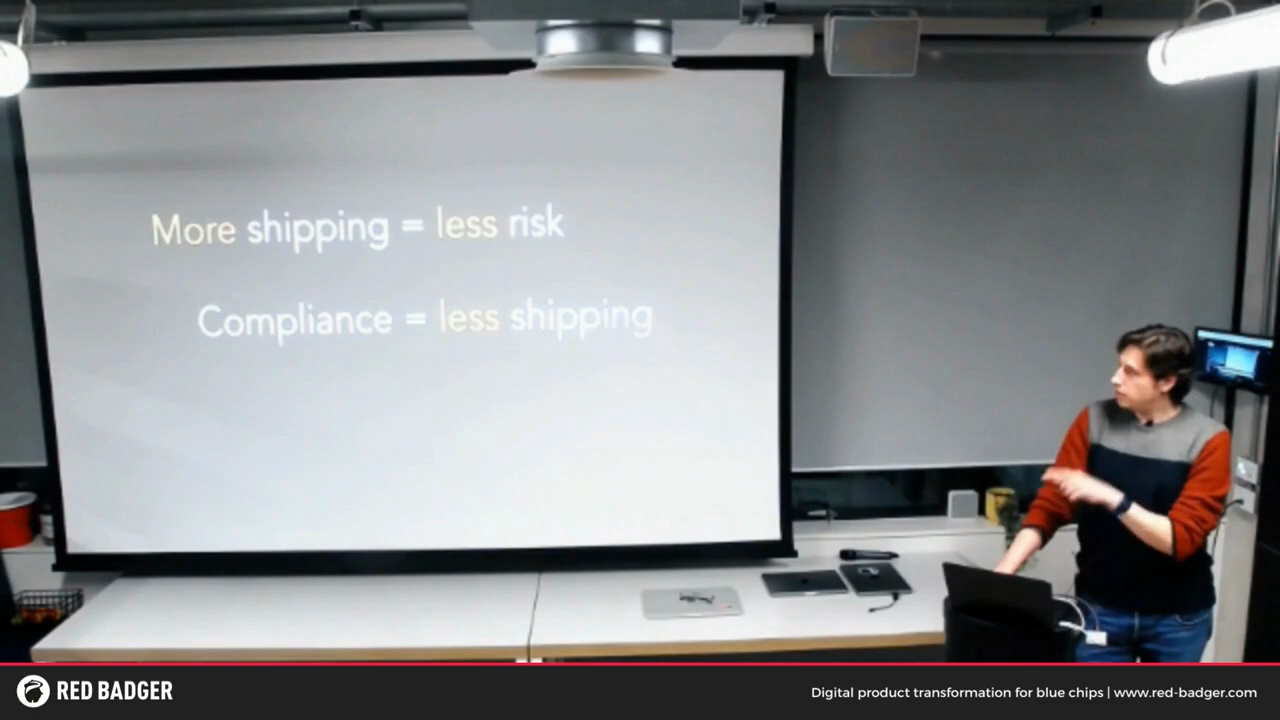 More shipping = less risk
Compliance = less shipping
RED BADGER
Digital product transformation for blue chips | www.red-badger.com